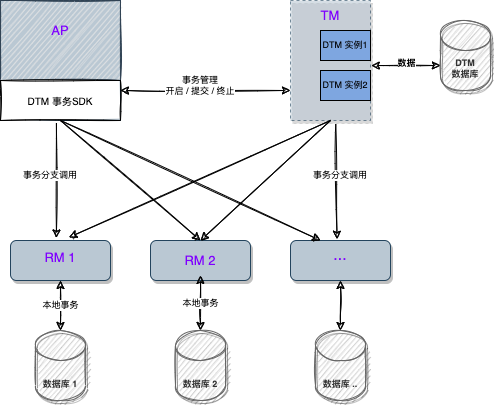 AP
TM
DTM 实例1
DTM 实例2
DTM 事务SDK
事务管理
开启 / 提交 / 终止
数据
DTM
数据库
事务分支调用
事务分支调用
RM 1
RM 2
...
本地事务
本地事务
数据库 1
数据库 2
数据库 ..